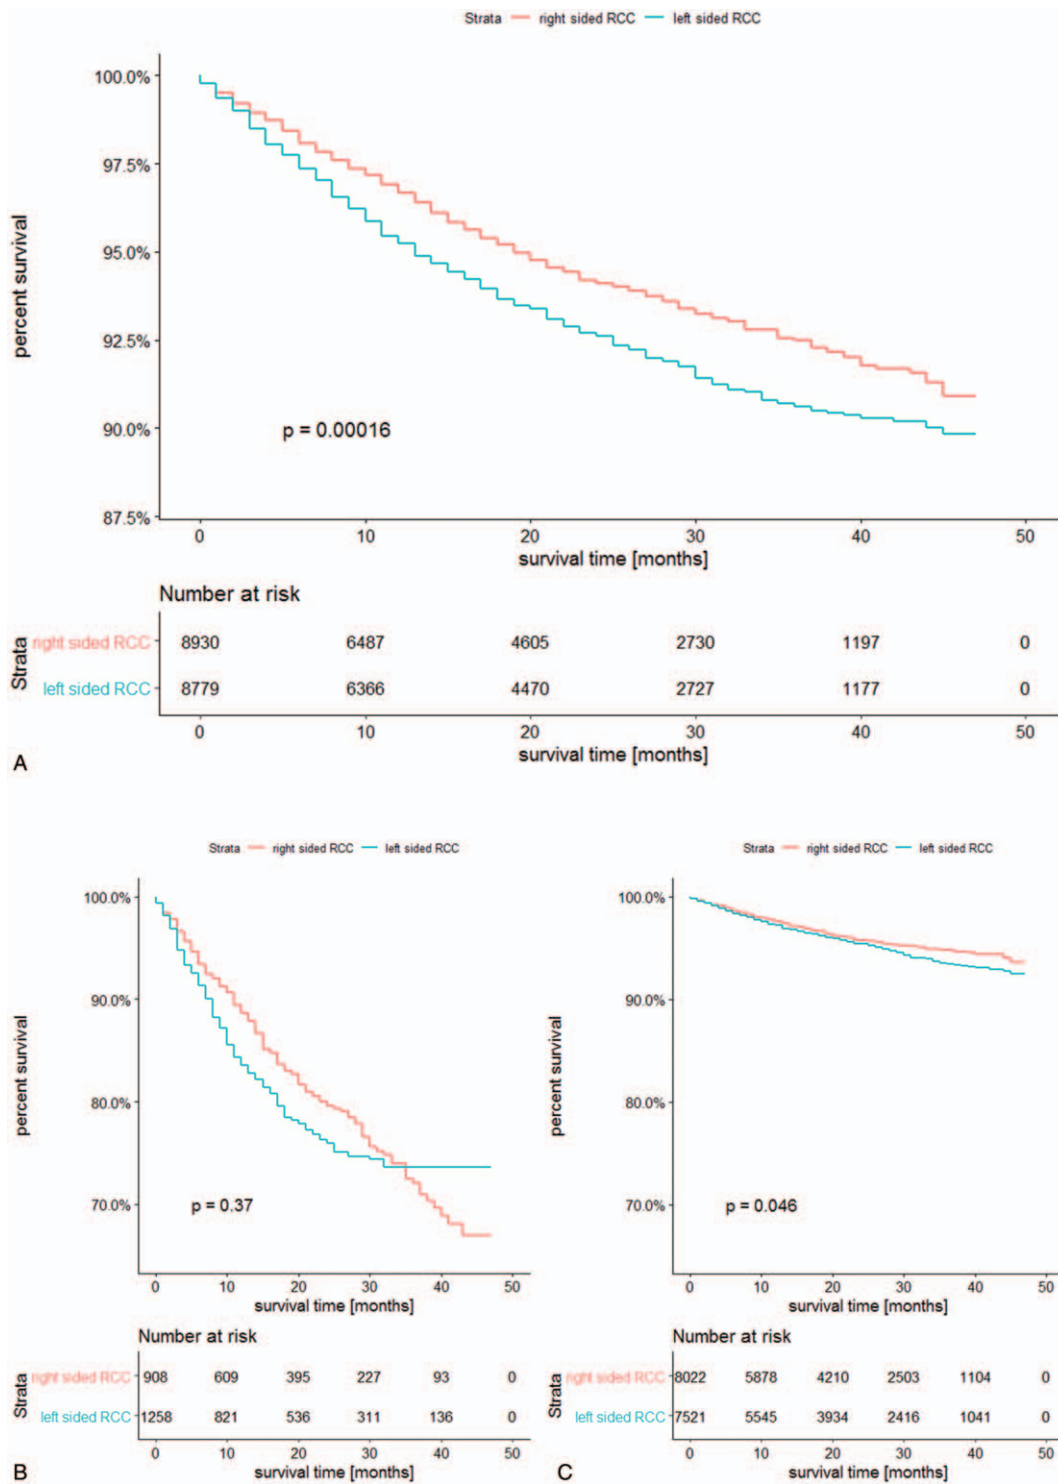 Strata right sided RCC left sided RCC
100.0%
97.5%
95.0%
92.5%
90.0%
87.5%
percent survival
p = 0.00016
0 10 20 30 40 50
survival time [months]
Number at risk
Strata
right sided RCC 8930 6487 4605 2730 1197 0
left sided RCC 8779 6366 4470 2727 1177 0
0 10 20 30 40 50
survival time [months]
A
Strata right sided RCC left sided RCC
100.0%
90.0%
80.0%
70.0%
percent survival
p = 0.37
0 10 20 30 40 50
survival time [months]
Number at risk
Strata
right sided RCC 908 609 395 227 93 0
left sided RCC 1258 821 536 311 136 0
0 10 20 30 40 50
survival time [months]
B
Strata right sided RCC left sided RCC
100.0%
90.0%
80.0%
70.0%
percent survival
p = 0.046
0 10 20 30 40 50
survival time [months]
Number at risk
Strata
right sided RCC 8022 5878 4210 2503 1104 0
left sided RCC 7521 5545 3934 2416 1041 0
0 10 20 30 40 50
survival time [months]
C